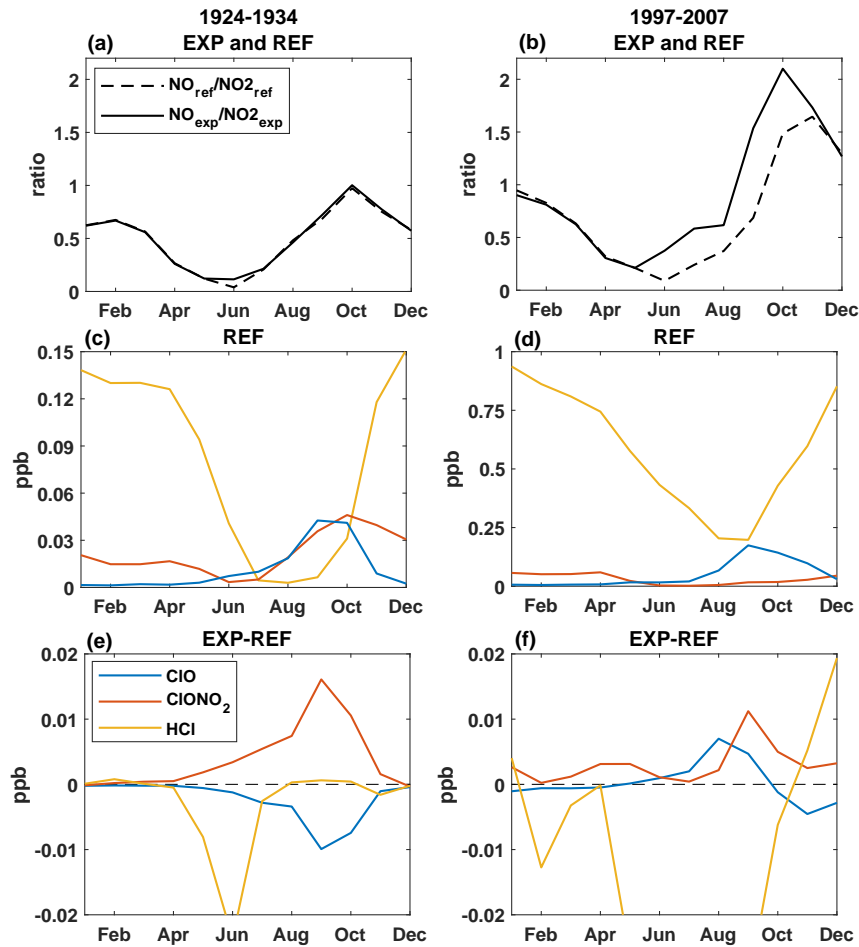 1924-1934
1997-2007
(a)
EXP and REF
(b)
EXP and REF
2
1.5
1
0.5
0
ratio
NO_ref/NO2_ref
NO_exp/NO2_exp
Feb Apr Jun Aug Oct Dec
2
1.5
1
0.5
0
ratio
Feb Apr Jun Aug Oct Dec
(c)
REF
(d)
REF
0.15
0.12
0.09
0.06
0.03
0
ppb
Feb Apr Jun Aug Oct Dec
1
0.75
0.5
0.25
0
ppb
Feb Apr Jun Aug Oct Dec
(e)
EXP-REF
(f)
EXP-REF
0.02
0.01
0
-0.01
-0.02
ppb
ClO
ClONO_2
HCl
Feb Apr Jun Aug Oct Dec
0.02
0.01
0
-0.01
-0.02
ppb
Feb Apr Jun Aug Oct Dec